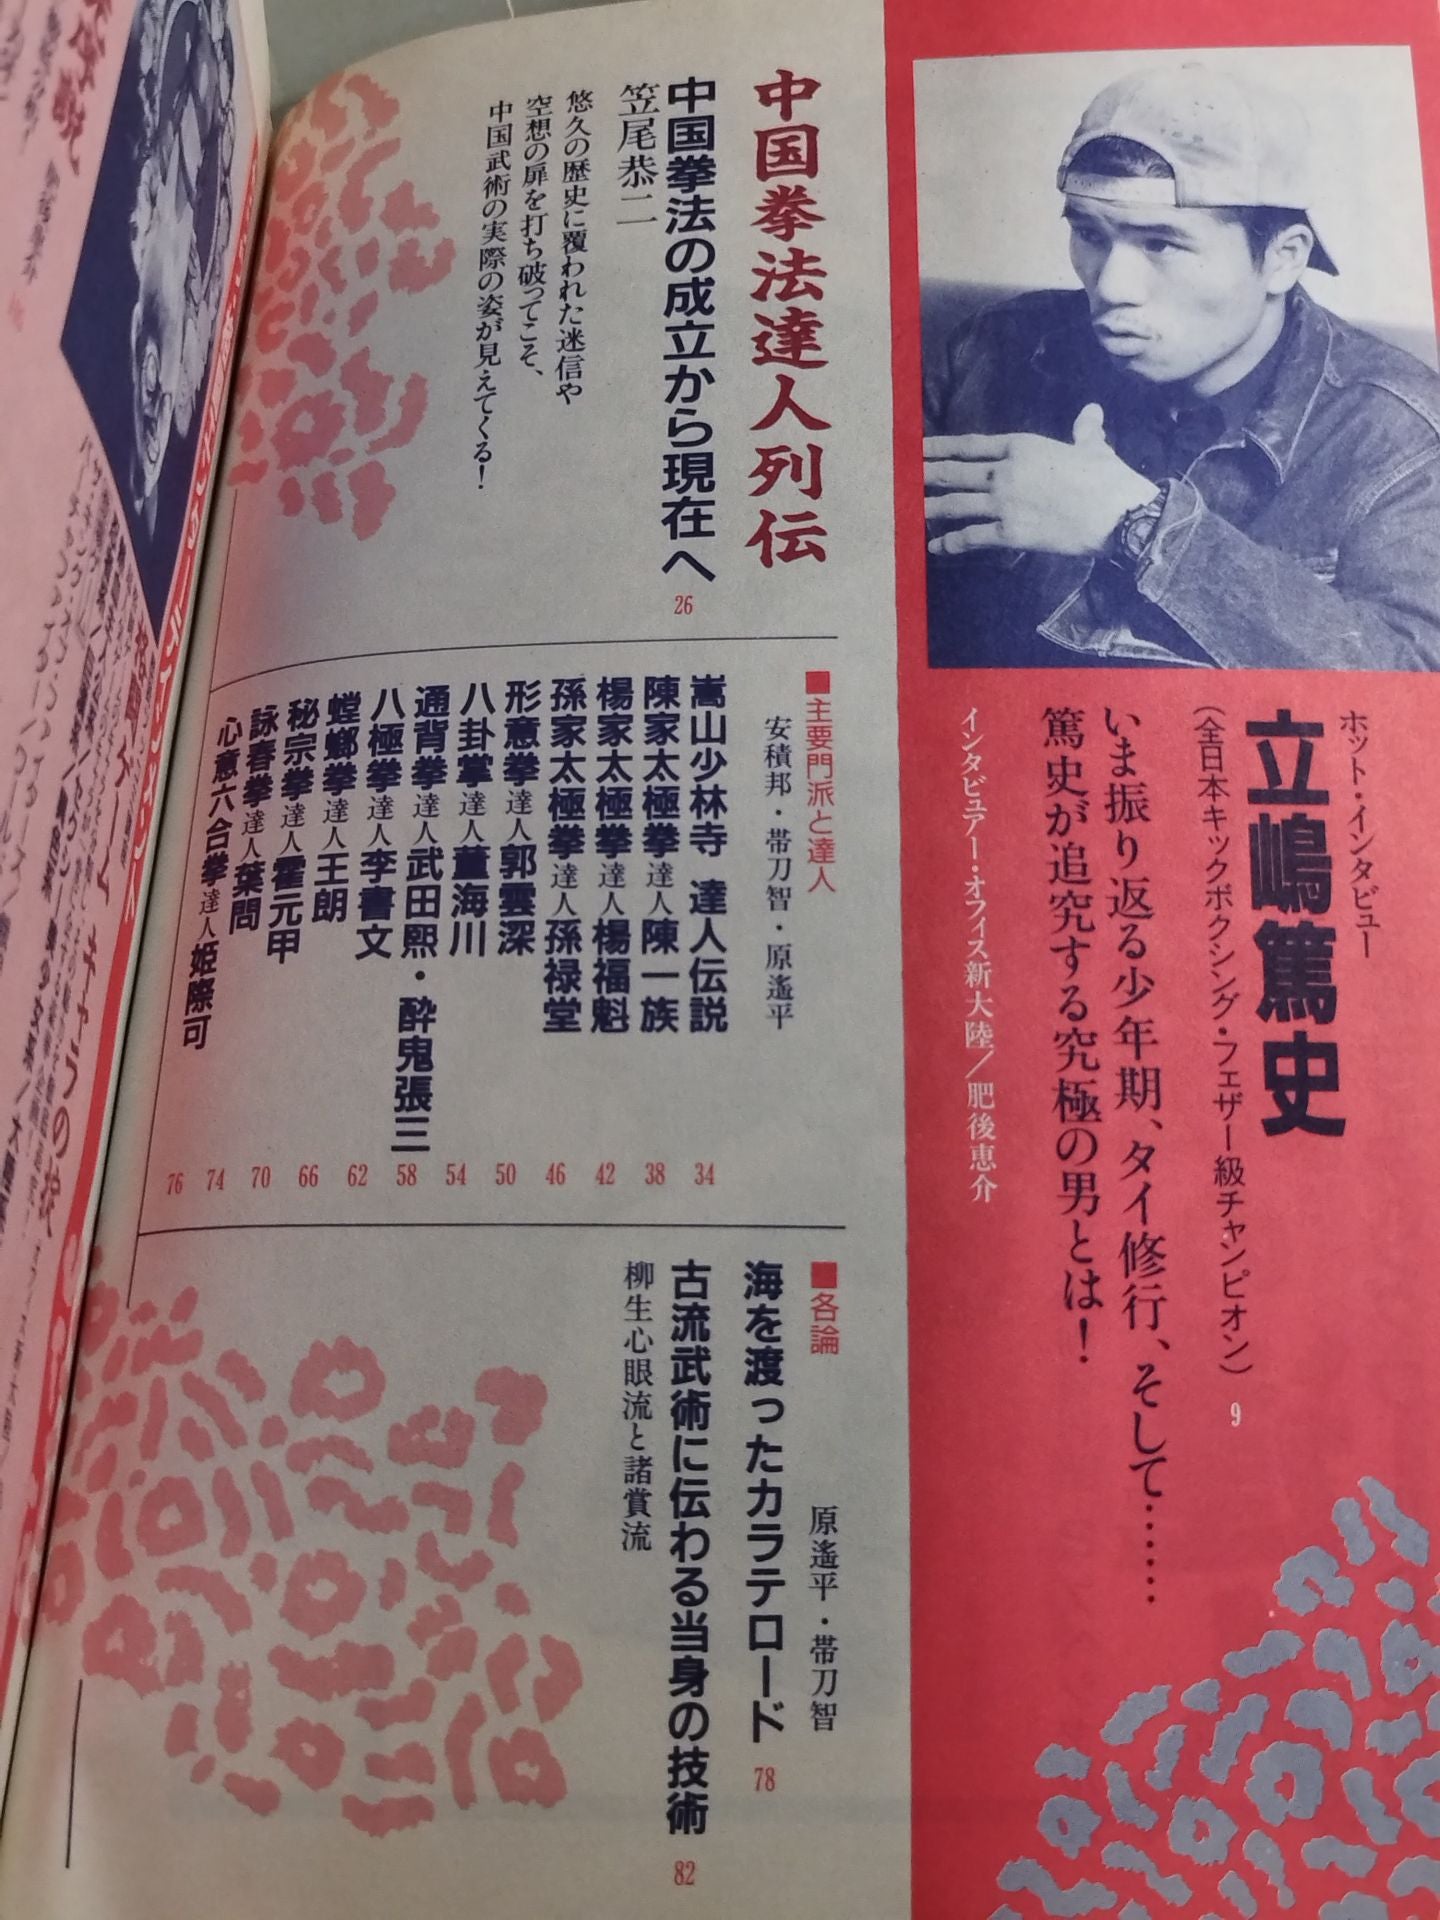 ホット・インタビュー
立嶋篤史
（全日本キックボクシング・フェザー級チャンピオン）
9
いま振り返る少年期、タイ修行、そして……
篤史が追究する究極の男とは！
インタビュアー・オフィス新大陸／肥後恵介
中国拳法達人列伝
中国拳法の成立から現在へ
26
笠尾恭二
悠久の歴史に覆われた迷信や
空想の扉を打ち破ってこそ、
中国武術の実際の姿が見えてくる！
■主要門派と達人
安積邦・帯刀智・原遙平
嵩山少林寺 達人伝説 34
陳家太極拳 達人 陳一族 38
楊家太極拳 達人 楊福魁 42
孫家太極拳 達人 孫禄堂 46
形意拳 達人 郭雲深 50
八卦掌 達人 董海川 54
通背拳 達人 武田熙・酔鬼張三 58
八極拳 達人 李書文 62
螳螂拳 達人 王朗 66
秘宗拳 達人 霍元甲 70
詠春拳 達人 葉問 74
心意六合拳 達人 姫際可 76
■各論
原遙平・帯刀智
海を渡ったカラテロード 78
古流武術に伝わる当身の技術 82
柳生心眼流と諸賞流